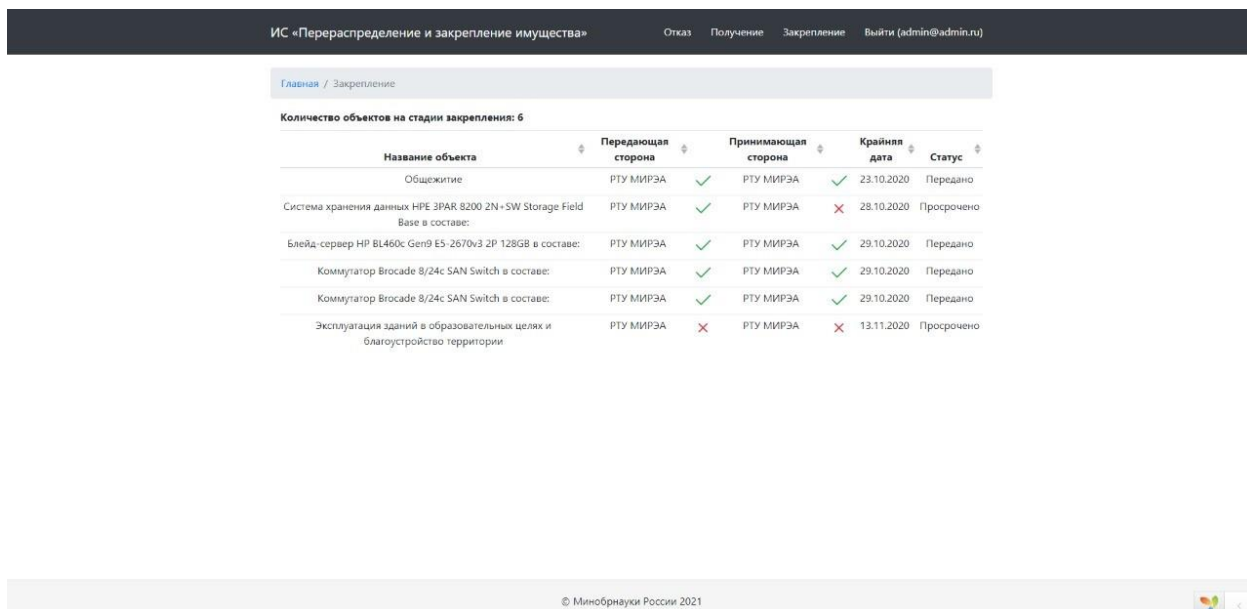 ИС «Перераспределение и закрепление имущества» Отказ Получение Закрепление Выйти (admin@admin.ru)
Главная / Закрепление
Количество объектов на стадии закрепления: 6
Название объекта Передающая сторона Принимающая сторона Крайняя дата Статус
Общежитие РТУ МИРЭА РТУ МИРЭА 23.10.2020 Передано
Система хранения данных HPE 3PAR 8200 2N+SW Storage Field РТУ МИРЭА РТУ МИРЭА 28.10.2020 Просрочено
Base в составе:
Блейд-сервер HP BL460c Gen9 E5-2670v3 2P 128GB в составе: РТУ МИРЭА РТУ МИРЭА 29.10.2020 Передано
Коммутатор Brocade 8/24c SAN Switch в составе: РТУ МИРЭА РТУ МИРЭА 29.10.2020 Передано
Коммутатор Brocade 8/24c SAN Switch в составе: РТУ МИРЭА РТУ МИРЭА 29.10.2020 Передано
Эксплуатация зданий в образовательных целях и РТУ МИРЭА РТУ МИРЭА 13.11.2020 Просрочено
благоустройство территории
© Минобрнауки России 2021